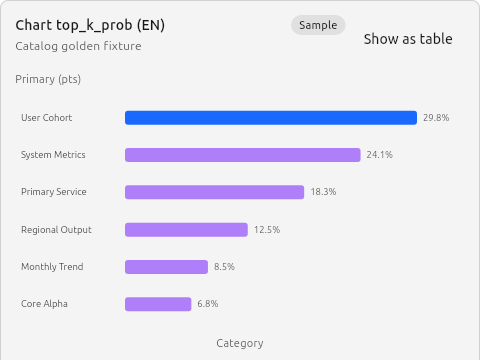 Chart top_k_prob (EN)
Sample
Show as table
Catalog golden fixture
Primary (pts)
User Cohort 29.8%
System Metrics 24.1%
Primary Service 18.3%
Regional Output 12.5%
Monthly Trend 8.5%
Core Alpha 6.8%
Category